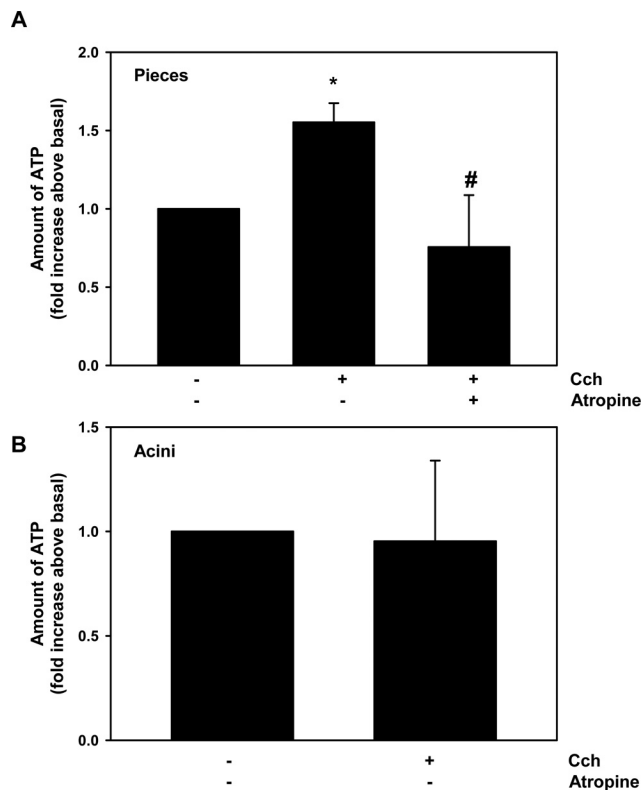 A
Amount of ATP
(fold increase above basal)
2.0
1.5
1.0
0.5
0.0
Pieces
*
#
- + + Cch
- - + Atropine
B
Amount of ATP
(fold increase above basal)
1.5
1.0
0.5
0.0
Acini
- + Cch
- - Atropine